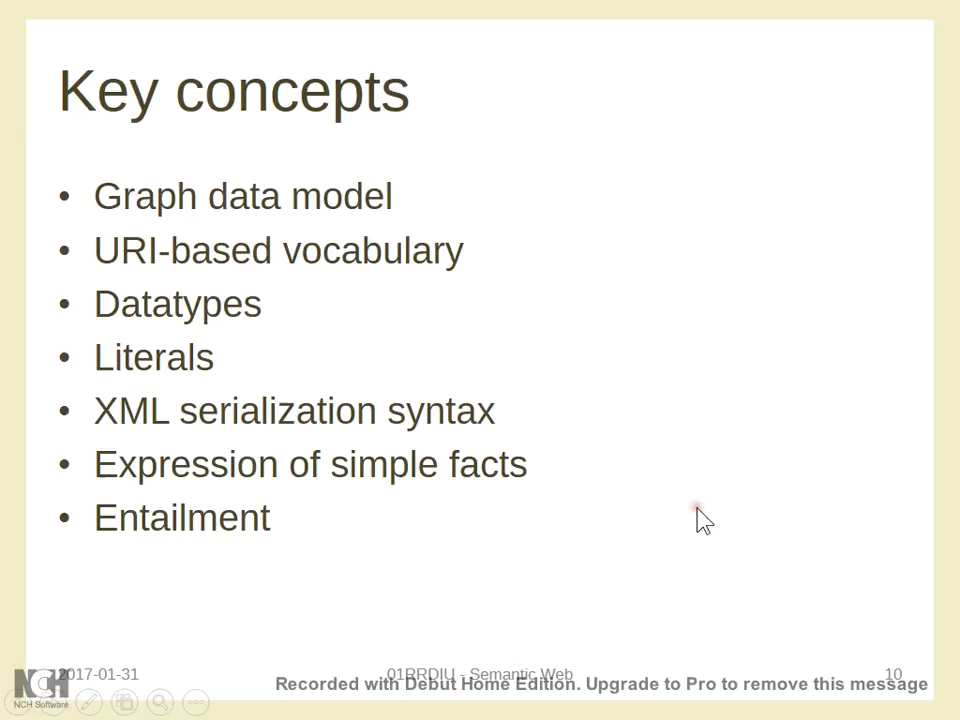 Key concepts
• Graph data model
• URI-based vocabulary
• Datatypes
• Literals
• XML serialization syntax
• Expression of simple facts
• Entailment
2017-01-31
01RRDIU - Semantic Web
10
Recorded with Debut Home Edition. Upgrade to Pro to remove this message
NCH
NCH Software